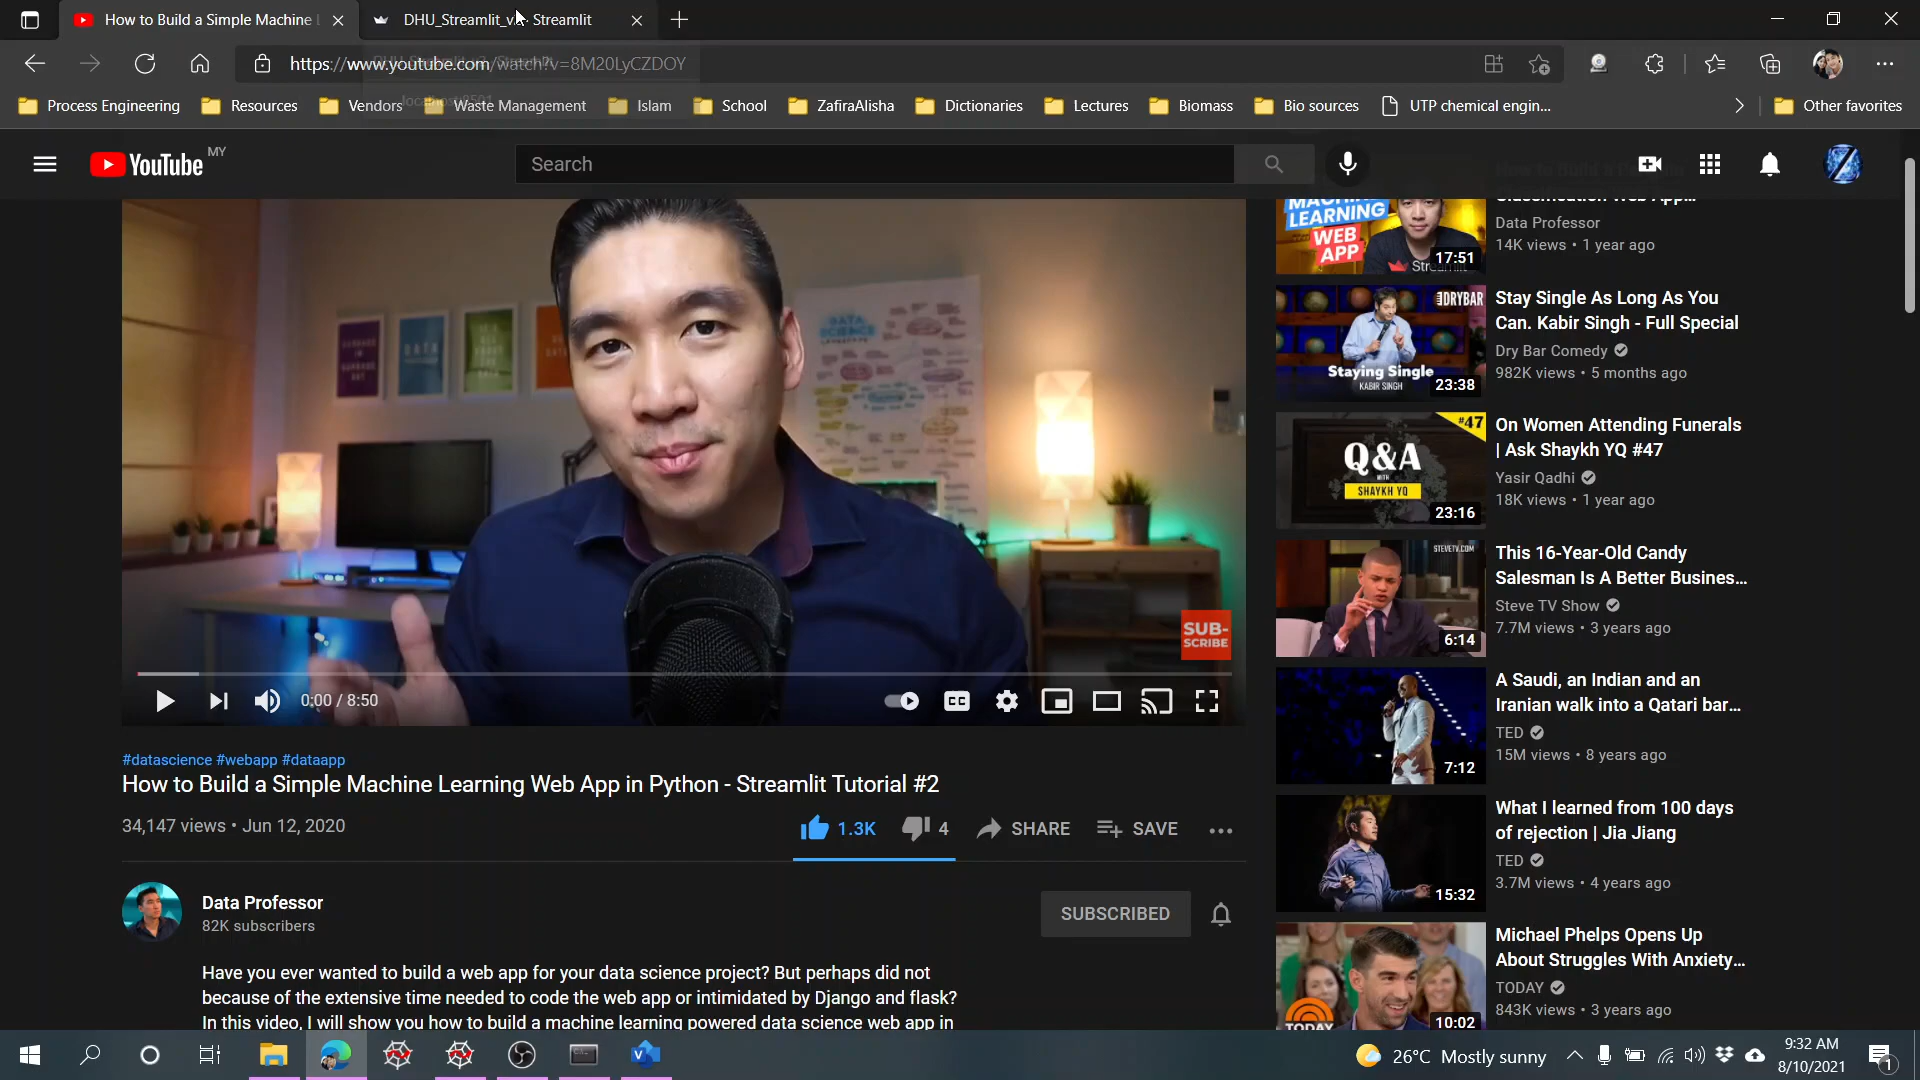 How to Build a Simple Machine
DHU_Streamlit_v · Streamlit
https://www.youtube.com/watch?v=8M20LyCZDOY
Process Engineering
Resources
Vendors
Waste Management
Islam
School
ZafiraAlisha
Dictionaries
Lectures
Biomass
Bio sources
UTP chemical engin...
Other favorites
YouTube MY
Search
SUB-
SCRIBE
0:00 / 8:50
CC
#datascience #webapp #dataapp
How to Build a Simple Machine Learning Web App in Python - Streamlit Tutorial #2
34,147 views • Jun 12, 2020
1.3K
4
SHARE
SAVE
Data Professor
82K subscribers
SUBSCRIBED
Have you ever wanted to build a web app for your data science project? But perhaps did not
because of the extensive time needed to code the web app or intimidated by Django and flask?
In this video, I will show you how to build a machine learning powered data science web app in
MACHINE
LEARNING
WEB
APP
17:51
Data Professor
14K views • 1 year ago
DRYBAR
Staying Single
KABIR SINGH
23:38
Stay Single As Long As You
Can. Kabir Singh - Full Special
Dry Bar Comedy
982K views • 5 months ago
#47
Q&A
WITH
SHAYKH YQ
23:16
On Women Attending Funerals
| Ask Shaykh YQ #47
Yasir Qadhi
18K views • 1 year ago
STEVETV.COM
6:14
This 16-Year-Old Candy
Salesman Is A Better Busines...
Steve TV Show
7.7M views • 3 years ago
7:12
A Saudi, an Indian and an
Iranian walk into a Qatari bar...
TED
15M views • 8 years ago
15:32
What I learned from 100 days
of rejection | Jia Jiang
TED
3.7M views • 4 years ago
TODAY
10:02
Michael Phelps Opens Up
About Struggles With Anxiety...
TODAY
843K views • 3 years ago
26°C Mostly sunny
9:32 AM
8/10/2021
1